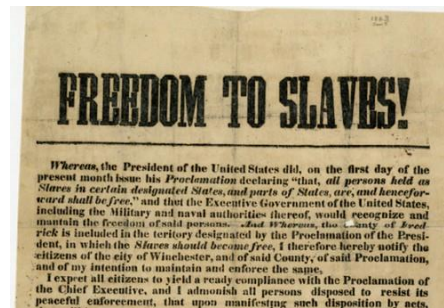 1863
FREEDOM TO SLAVES!
Whereas, the President of the United States did, on the first day of the
present month issue his Proclamation declaring "that, all persons held as
Slaves in certain designated States, and parts of States, are, and hencefor-
ward shall be free," and that the Executive Government of the United States,
including the Military and naval authorities thereof, would recognize and
mantain the freedom of said persons. And Whereas, the County of Fred
rick is included in the teritory designated by the Proclamation of the Presi-
dent, in which the Slaves should become free, I therefore hereby notify the
citizens of the city of Winchester, and of said County, of said Proclamation,
and of my intention to maintain and enforce the same,
I expect all citizens to yield a ready compliance with the Proclamation of
the Chief Executive, and I admonish all persons disposed to resist its
peaceful enforcement, that upon manifesting such disposition by acts,